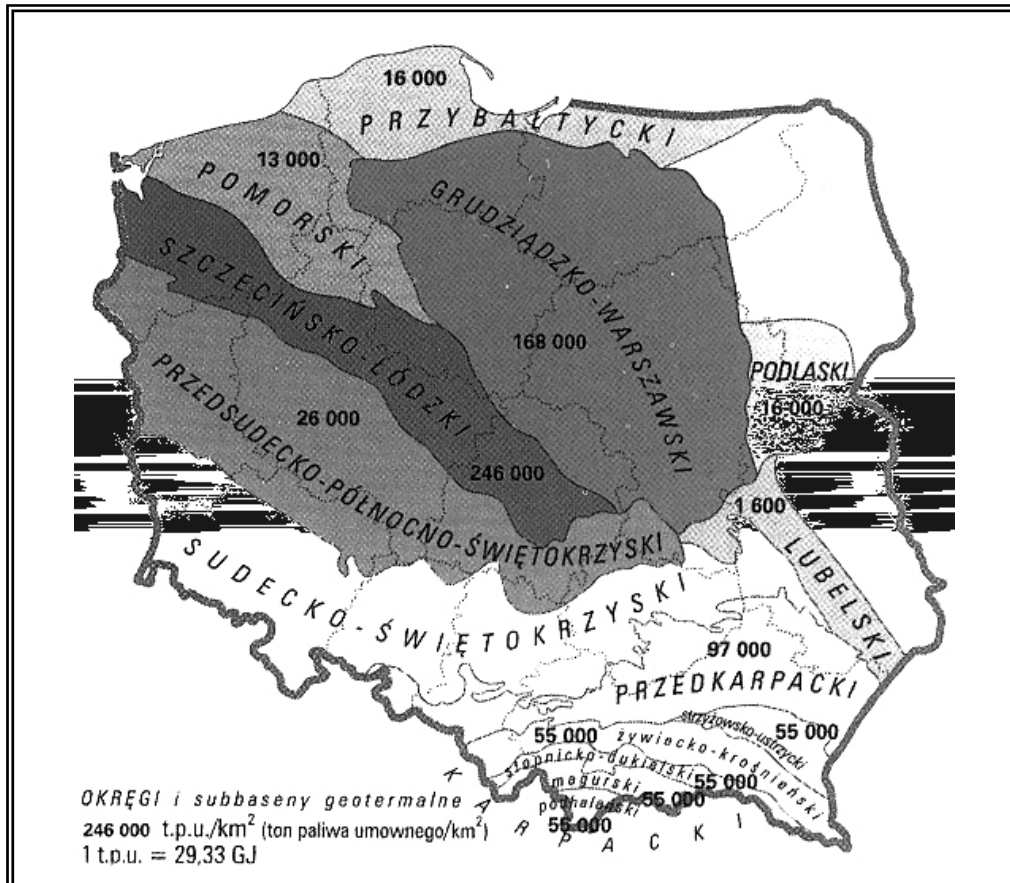 16 000
PRZYBAŁTYCKI
13 000
POMORSKI
GRUDZIĄDZKO-WARSZAWSKI
SZCZECIŃSKO-ŁÓDZKI
168 000
PODLASKI
16 000
PRZEDSUDECKO-PÓŁNOCNO-ŚWIĘTOKRZYSKI
26 000
246 000
1 600
LUBELSKI
SUDECKO-ŚWIĘTOKRZYSKI
97 000
PRZEDKARPACKI
strzyżowsko-ustrzycki
55 000
55 000
żywiecko-krośnieński
słopnicko-dukielski
55 000
magurski
55 000
podhalański
55 000
KARPACKI
OKRĘGI i subbaseny geotermalne
246 000 t.p.u./km² (ton paliwa umownego/km²)
1 t.p.u. = 29,33 GJ